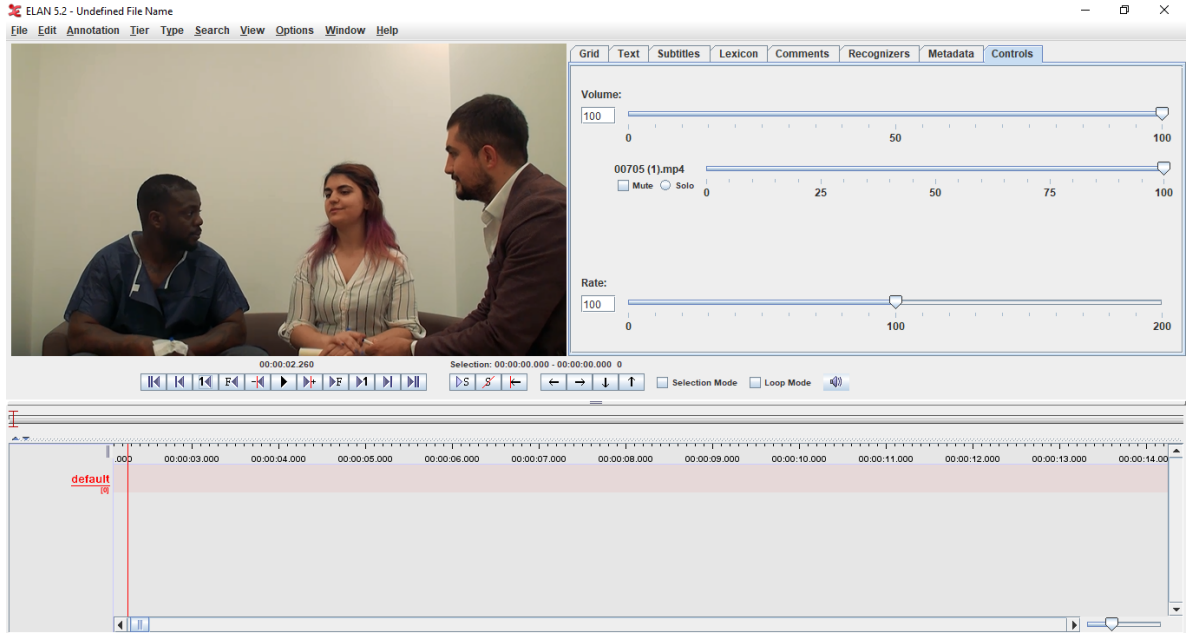 ELAN 5.2 - Undefined File Name
File Edit Annotation Tier Type Search View Options Window Help
Grid Text Subtitles Lexicon Comments Recognizers Metadata Controls
Volume:
100
0 50 100
00705 (1).mp4
Mute Solo
0 25 50 75 100
Rate:
100
0 100 200
00:00:02.260
Selection: 00:00:00.000 - 00:00:00.000 0
1 F + F 1 S S Selection Mode Loop Mode
.000 00:00:03.000 00:00:04.000 00:00:05.000 00:00:06.000 00:00:07.000 00:00:08.000 00:00:09.000 00:00:10.000 00:00:11.000 00:00:12.000 00:00:13.000 00:00:14.00
default
[0]